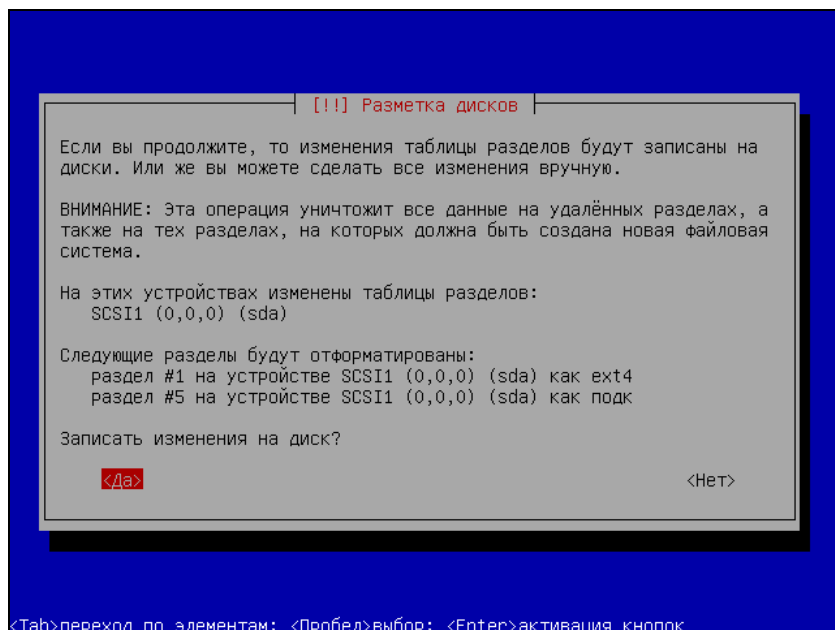 [!!] Разметка дисков
Если вы продолжите, то изменения таблицы разделов будут записаны на
диски. Или же вы можете сделать все изменения вручную.
ВНИМАНИЕ: Эта операция уничтожит все данные на удалённых разделах, а
также на тех разделах, на которых должна быть создана новая файловая
система.
На этих устройствах изменены таблицы разделов:
SCSI1 (0,0,0) (sda)
Следующие разделы будут отформатированы:
раздел #1 на устройстве SCSI1 (0,0,0) (sda) как ext4
раздел #5 на устройстве SCSI1 (0,0,0) (sda) как подк
Записать изменения на диск?
<Да> <Нет>
<Tab>переход по элементам; <Пробел>выбор; <Enter>активация кнопок